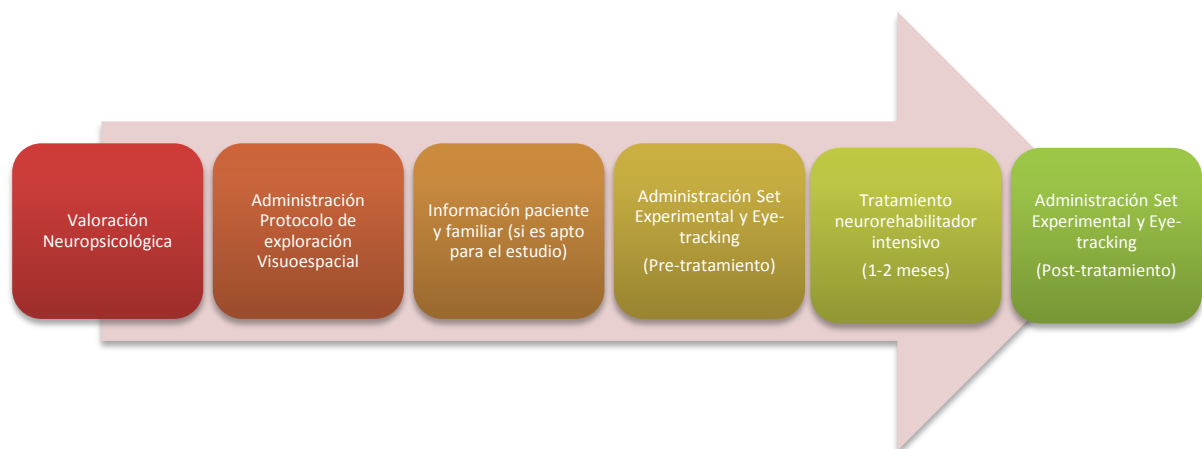 Valoración
Neuropsicológica
Administración
Protocolo de
exploración
Visuoespacial
Información paciente
y familiar (si es apto
para el estudio)
Administración Set
Experimental y Eye-
tracking
(Pre-tratamiento)
Tratamiento
neurorehabilitador
intensivo
(1-2 meses)
Administración Set
Experimental y Eye-
tracking
(Post-tratamiento)